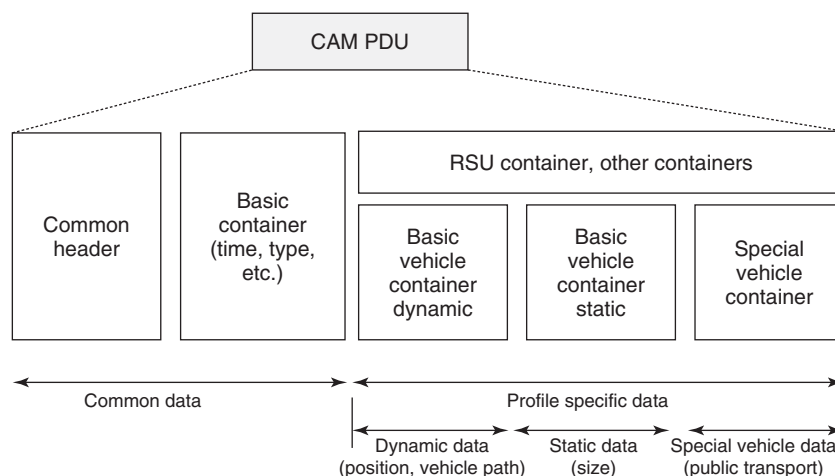 CAM PDU
Common
header
Basic
container
(time, type,
etc.)
RSU container, other containers
Basic
vehicle
container
dynamic
Basic
vehicle
container
static
Special
vehicle
container
Common data
Profile specific data
Dynamic data
(position, vehicle path)
Static data
(size)
Special vehicle data
(public transport)